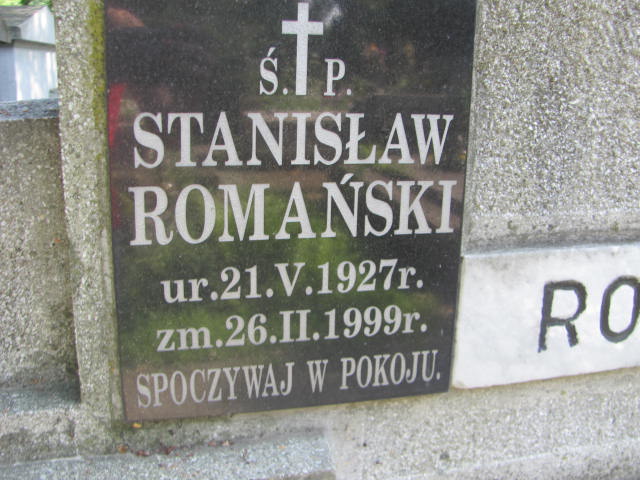 Ś. P.
STANISŁAW
ROMAŃSKI
ur.21.V.1927r.
zm.26.II.1999r.
SPOCZYWAJ W POKOJU.
RO